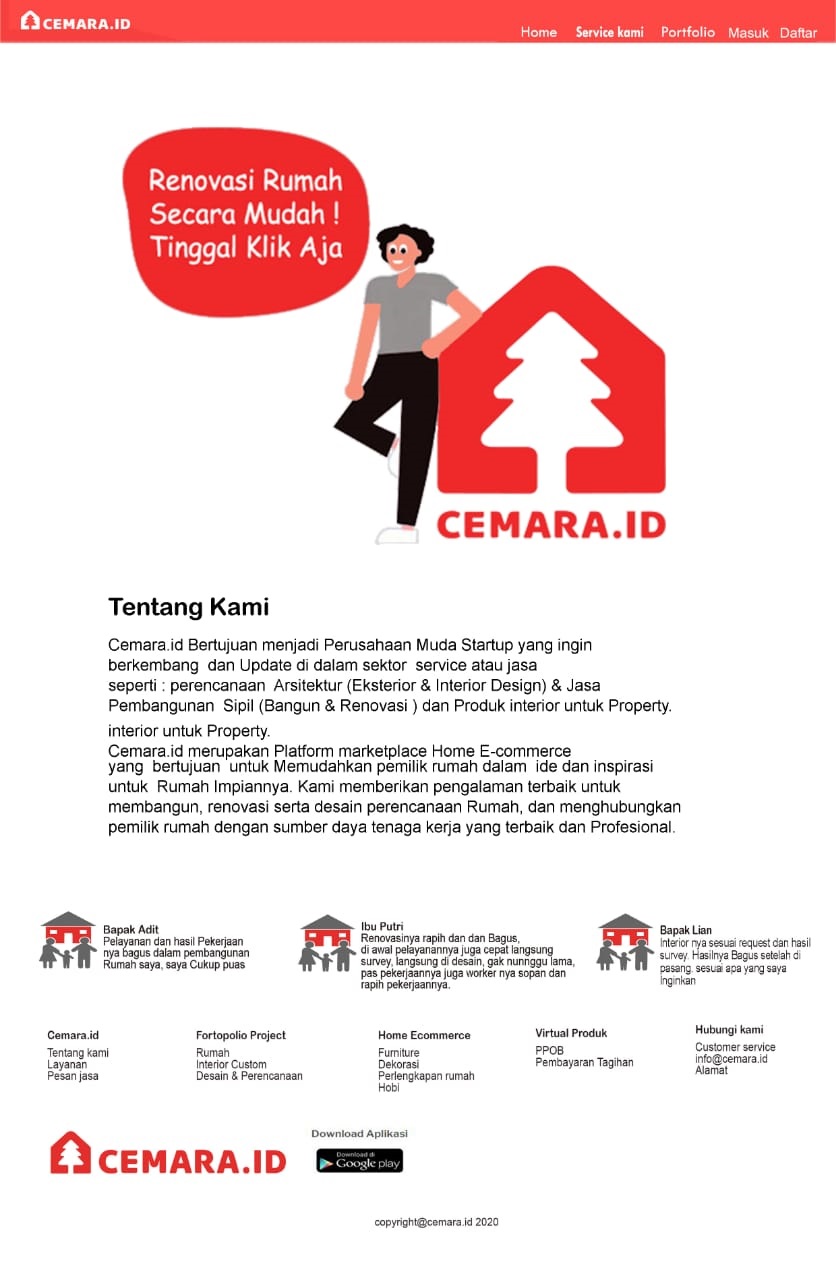 CEMARA.ID
Home Service kami Portfolio Masuk Daftar
Renovasi Rumah
Secara Mudah !
Tinggal Klik Aja
CEMARA.ID
Tentang Kami
Cemara.id Bertujuan menjadi Perusahaan Muda Startup yang ingin
berkembang dan Update di dalam sektor service atau jasa
seperti : perencanaan Arsitektur (Eksterior & Interior Design) & Jasa
Pembangunan Sipil (Bangun & Renovasi ) dan Produk interior untuk Property.
interior untuk Property.
Cemara.id merupakan Platform marketplace Home E-commerce
yang bertujuan untuk Memudahkan pemilik rumah dalam ide dan inspirasi
untuk Rumah Impiannya. Kami memberikan pengalaman terbaik untuk
membangun, renovasi serta desain perencanaan Rumah, dan menghubungkan
pemilik rumah dengan sumber daya tenaga kerja yang terbaik dan Profesional.
Bapak Adit
Pelayanan dan hasil Pekerjaan
nya bagus dalam pembangunan
Rumah saya, saya Cukup puas
Ibu Putri
Renovasinya rapih dan dan Bagus,
di awal pelayanannya juga cepat langsung
survey, langsung di desain, gak nunnggu lama,
pas pekerjaannya juga worker nya sopan dan
rapih pekerjaannya.
Bapak Lian
Interior nya sesuai request dan hasil
survey. Hasilnya Bagus setelah di
pasang, sesuai apa yang saya
Inginkan
Cemara.id
Tentang kami
Layanan
Pesan jasa
Fortopolio Project
Rumah
Interior Custom
Desain & Perencanaan
Home Ecommerce
Furniture
Dekorasi
Perlengkapan rumah
Hobi
Virtual Produk
PPOB
Pembayaran Tagihan
Hubungi kami
Customer service
info@cemara.id
Alamat
CEMARA.ID
Download Aplikasi
Download di
Google play
copyright@cemara.id 2020